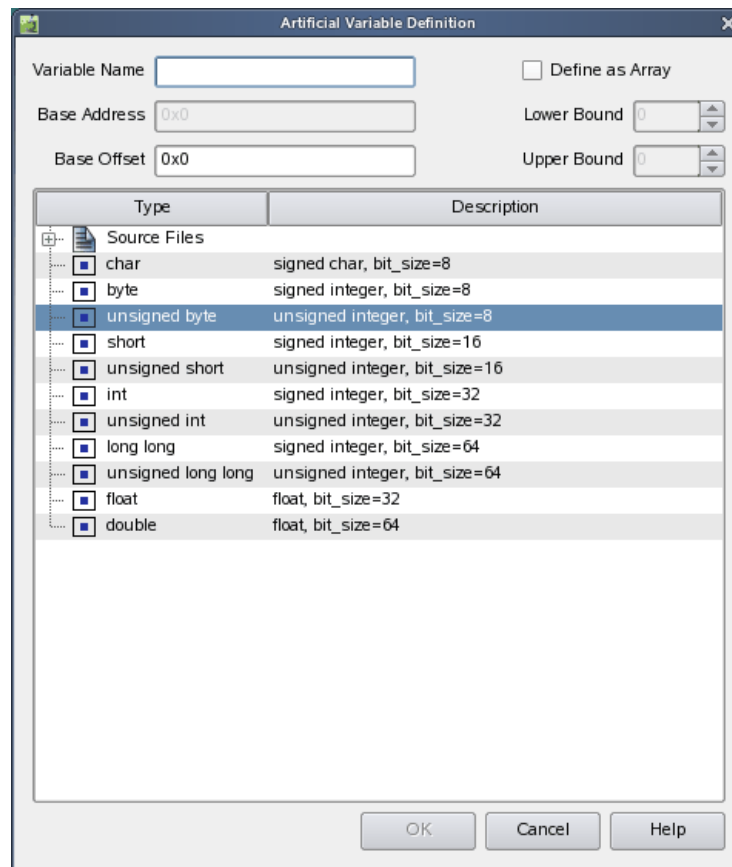 Artificial Variable Definition
Variable Name
Define as Array
Base Address 0x0
Lower Bound 0
Base Offset 0x0
Upper Bound 0
Type Description
Source Files
char signed char, bit_size=8
byte signed integer, bit_size=8
unsigned byte unsigned integer, bit_size=8
short signed integer, bit_size=16
unsigned short unsigned integer, bit_size=16
int signed integer, bit_size=32
unsigned int unsigned integer, bit_size=32
long long signed integer, bit_size=64
unsigned long long unsigned integer, bit_size=64
float float, bit_size=32
double float, bit_size=64
OK Cancel Help